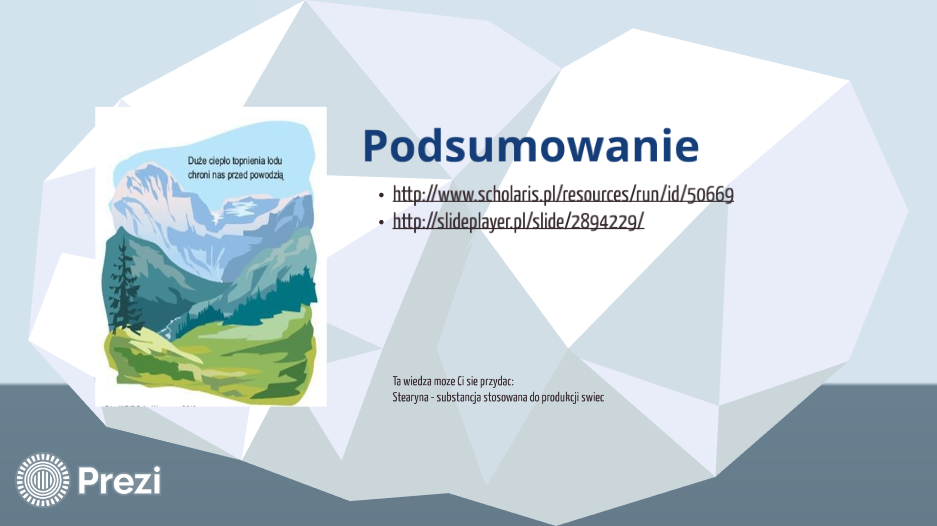 Duże ciepło topnienia lodu
chroni nas przed powodzią
Podsumowanie
• http://www.scholaris.pl/resources/run/id/50669
• http://slideplayer.pl/slide/2894229/
Ta wiedza moze Ci sie przydac:
Stearyna - substancja stosowana do produkcji swiec
Prezi